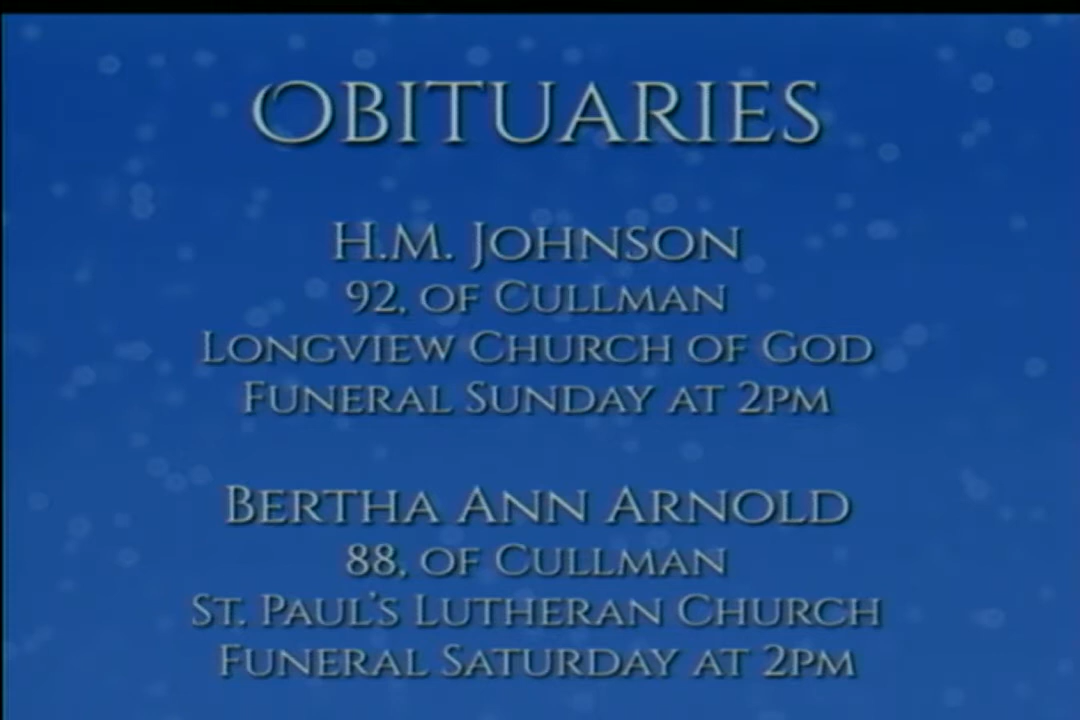 OBITUARIES
H.M. JOHNSON
92, OF CULLMAN
LONGVIEW CHURCH OF GOD
FUNERAL SUNDAY AT 2PM
BERTHA ANN ARNOLD
88, OF CULLMAN
ST. PAUL'S LUTHERAN CHURCH
FUNERAL SATURDAY AT 2PM